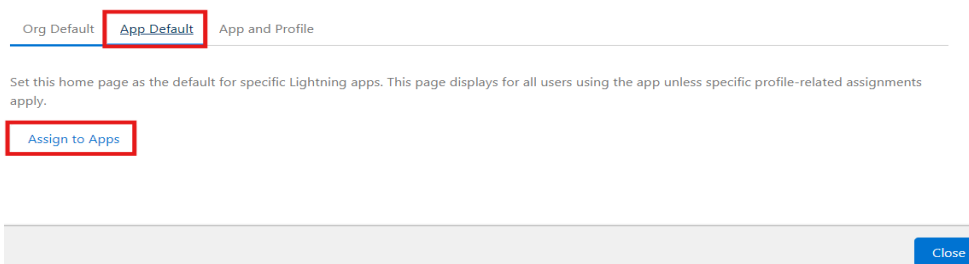 Org Default App Default App and Profile
Set this home page as the default for specific Lightning apps. This page displays for all users using the app unless specific profile-related assignments
apply.
Assign to Apps
Close